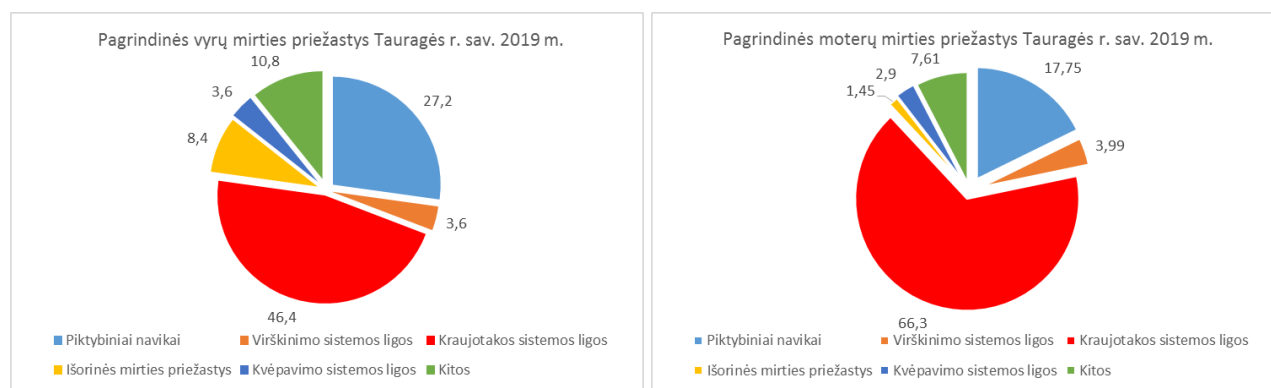 Pagrindinės vyrų mirties priežastys Tauragės r. sav. 2019 m.
10,8
27,2
3,6
8,4
3,6
46,4
Piktybiniai navikai
Virškinimo sistemos ligos
Kraujotakos sistemos ligos
Išorinės mirties priežastys
Kvėpavimo sistemos ligos
Kitos
Pagrindinės moterų mirties priežastys Tauragės r. sav. 2019 m.
7,61
17,75
2,9
1,45
3,99
66,3
Piktybiniai navikai
Virškinimo sistemos ligos
Kraujotakos sistemos ligos
Išorinės mirties priežastys
Kvėpavimo sistemos ligos
Kitos